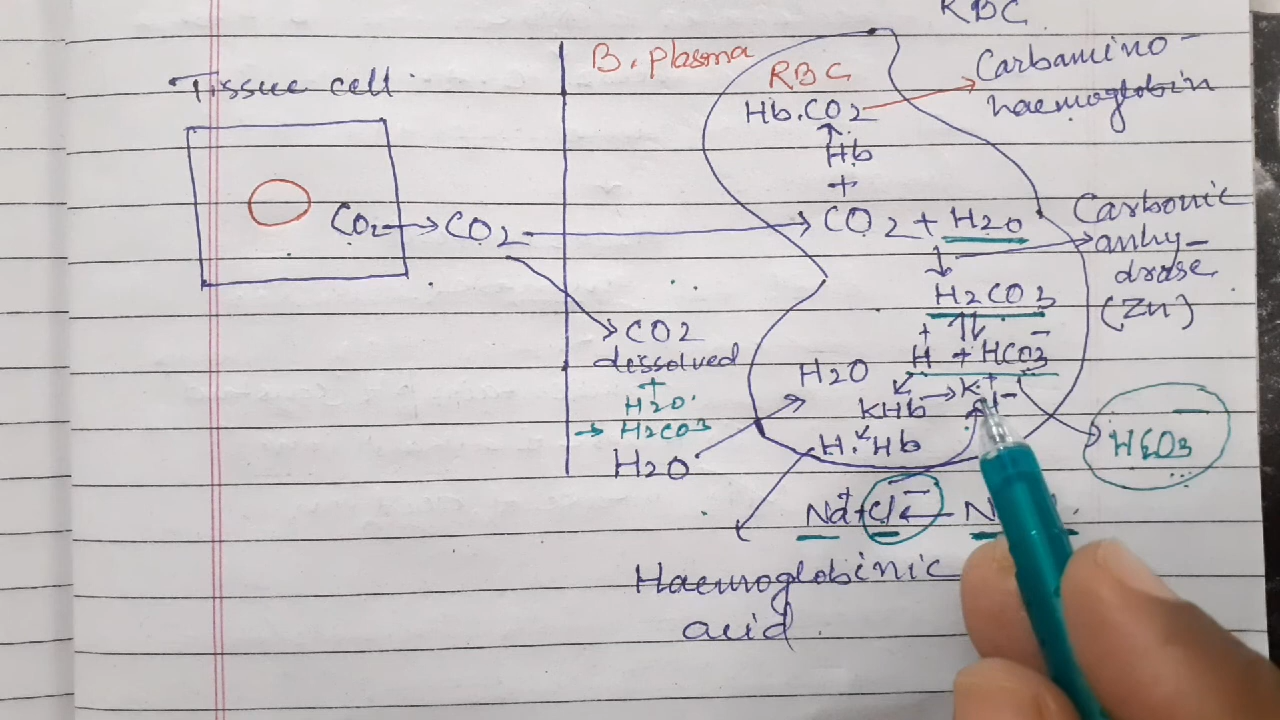 RBC
Tissue cell
B. plasma
RBC
Carbamino-
haemoglobin
Hb.CO2
Hb
+
CO2 → CO2
CO2 + H2O
Carbonic
anhy-
drase
(Zn)
H2CO3
CO2
dessolved
+
H2O
→ H2CO3
H2O
H+ + HCO3-
H2O
KHb → K+
H.Hb
HCO3-
Na+ + Cl- ←
Haemoglobinic
acid